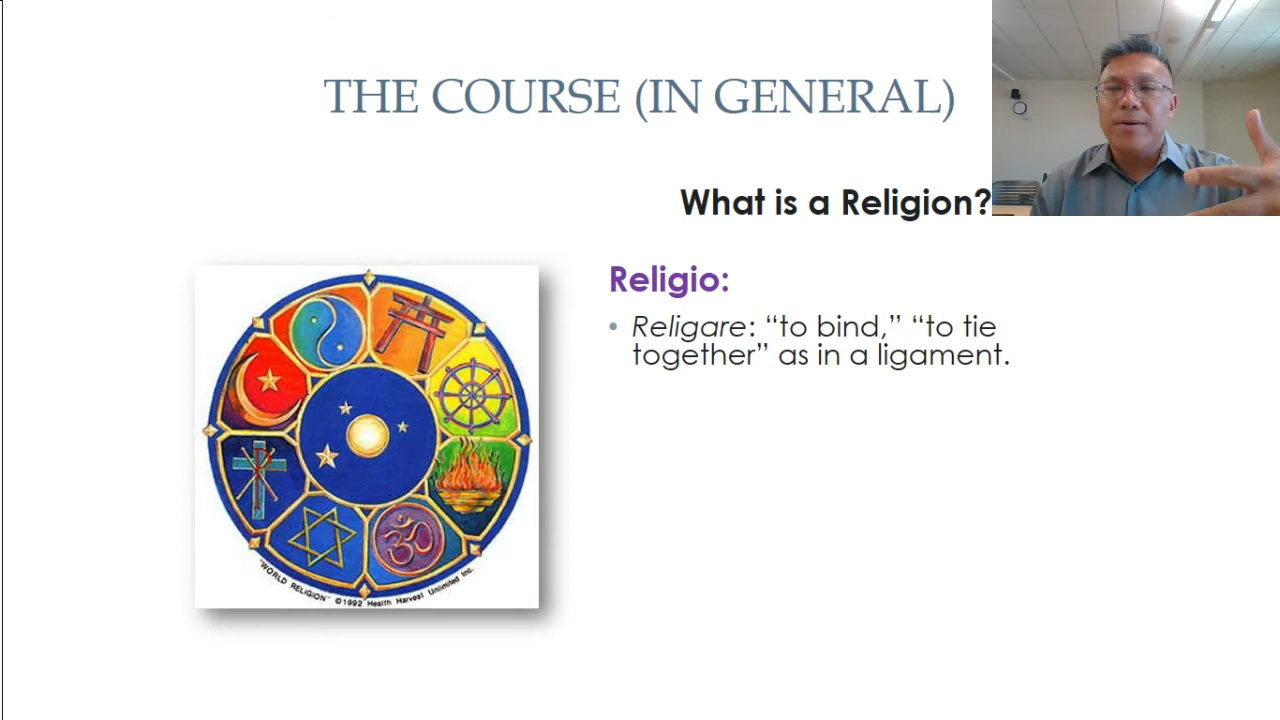 THE COURSE (IN GENERAL)
What is a Religion?
Religio:
• Religare: “to bind,” “to tie
together” as in a ligament.
"WORLD RELIGION" ©1992 Health Harvest Unlimited Inc.